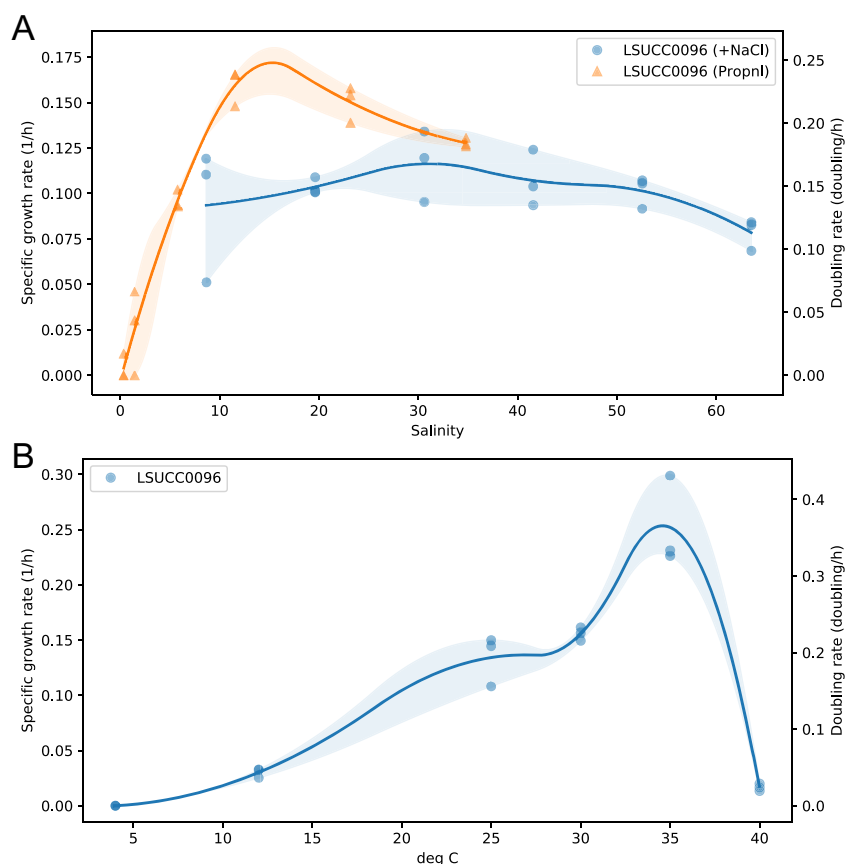 A
LSUCC0096 (+NaCl)
LSUCC0096 (Propnl)
Specific growth rate (1/h)
0.175
0.150
0.125
0.100
0.075
0.050
0.025
0.000
0.25
0.20
0.15
0.10
0.05
0.00
Doubling rate (doubling/h)
0 10 20 30 40 50 60
Salinity
B
LSUCC0096
Specific growth rate (1/h)
0.30
0.25
0.20
0.15
0.10
0.05
0.00
0.4
0.3
0.2
0.1
0.0
Doubling rate (doubling/h)
5 10 15 20 25 30 35 40
deg C